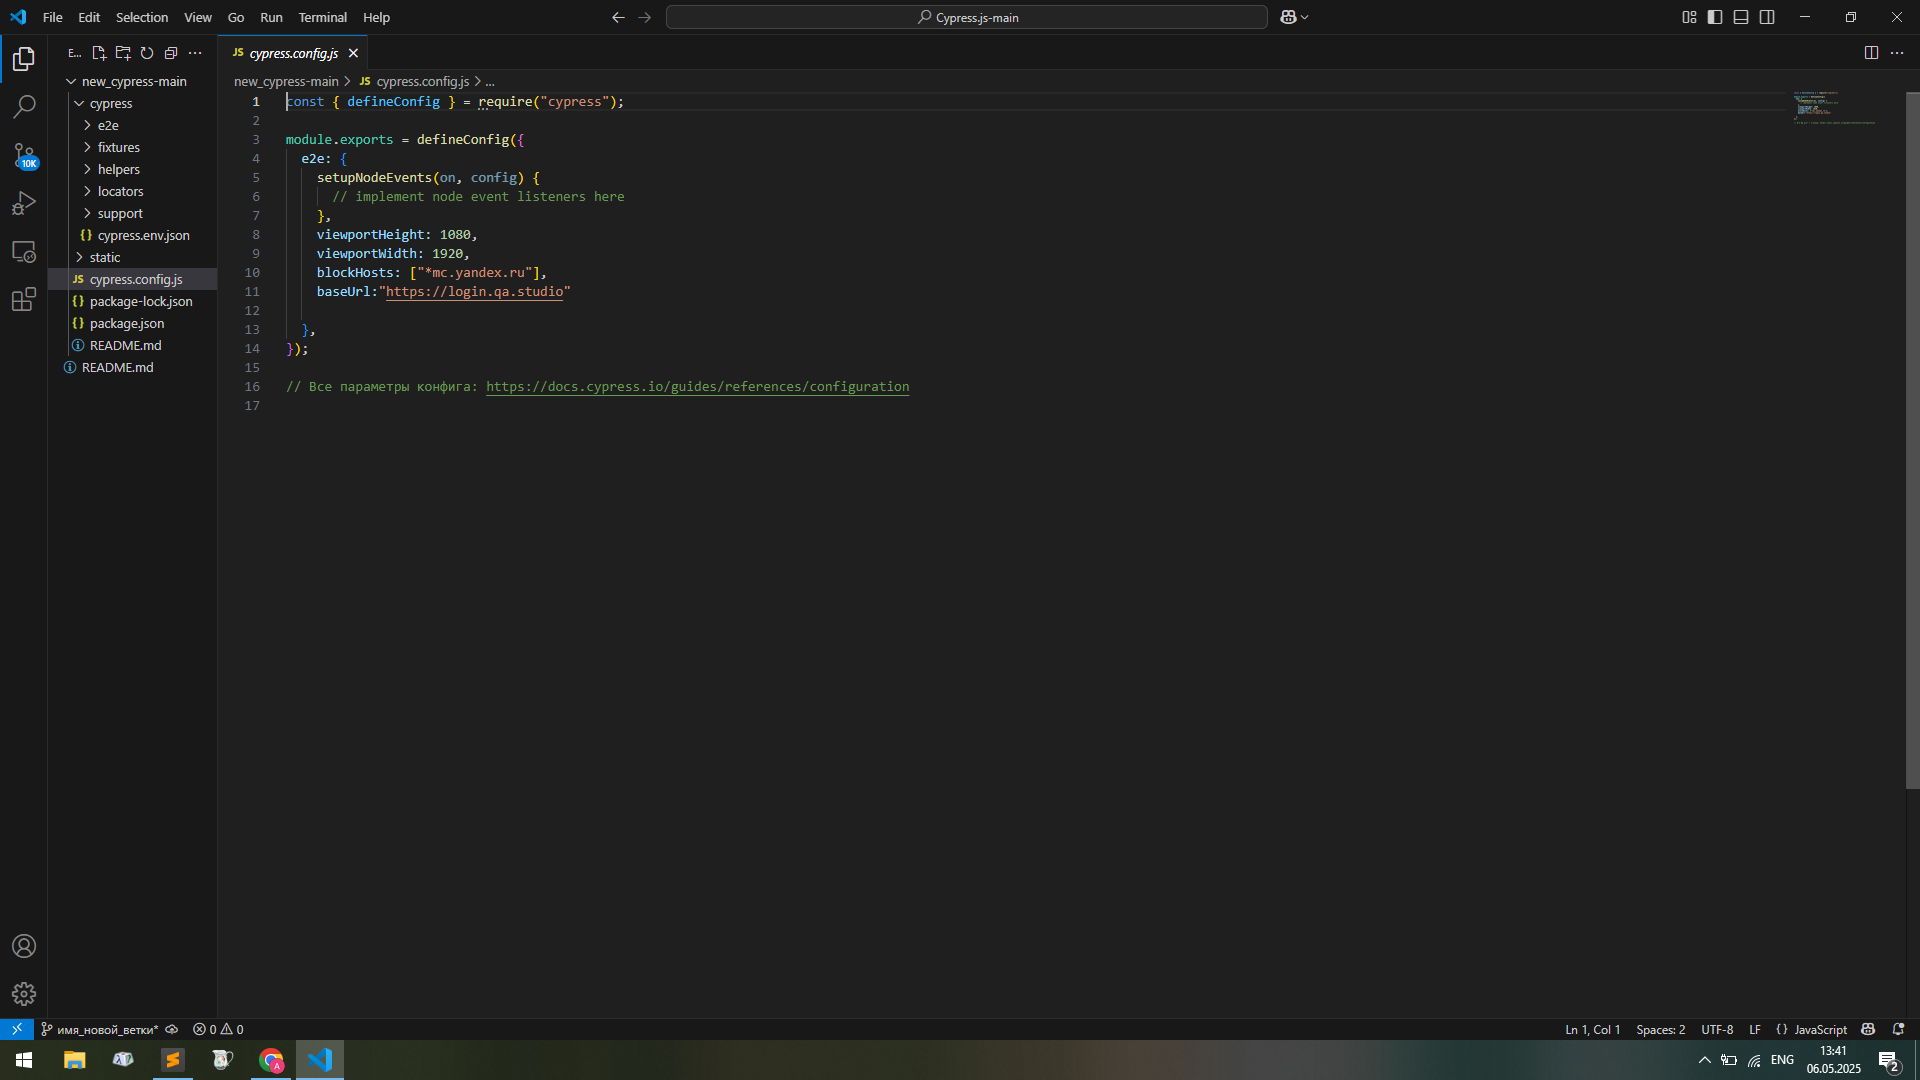 File Edit Selection View Go Run Terminal Help
Cypress.js-main
E...
JS cypress.config.js
new_cypress-main > JS cypress.config.js > ...
new_cypress-main
cypress
e2e
fixtures
helpers
locators
support
{} cypress.env.json
static
JS cypress.config.js
{} package-lock.json
{} package.json
README.md
README.md
10K
1 const { defineConfig } = require("cypress");
2
3 module.exports = defineConfig({
4 e2e: {
5 setupNodeEvents(on, config) {
6 // implement node event listeners here
7 },
8 viewportHeight: 1080,
9 viewportWidth: 1920,
10 blockHosts: ["*mc.yandex.ru"],
11 baseUrl:"https://login.qa.studio"
12
13 },
14 });
15
16 // Все параметры конфига: https://docs.cypress.io/guides/references/configuration
17
имя_новой_ветки* 0 0
Ln 1, Col 1 Spaces: 2 UTF-8 LF {} JavaScript
A
ENG
13:41
06.05.2025
2